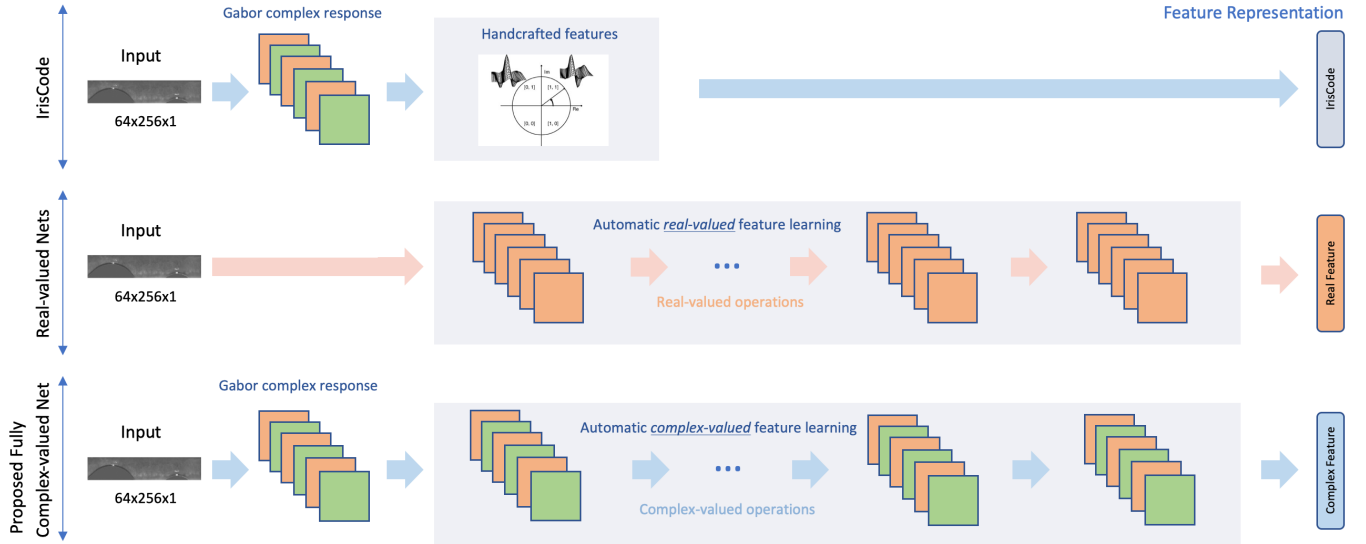 Feature Representation
IrisCode
Input
64x256x1
Gabor complex response
Handcrafted features
Im
[0, 1]
[1, 1]
Re
[0, 0]
[1, 0]
IrisCode
Real-valued Nets
Input
64x256x1
Automatic real-valued feature learning
...
Real-valued operations
Real Feature
Proposed Fully
Complex-valued Net
Input
64x256x1
Gabor complex response
Automatic complex-valued feature learning
...
Complex-valued operations
Complex Feature